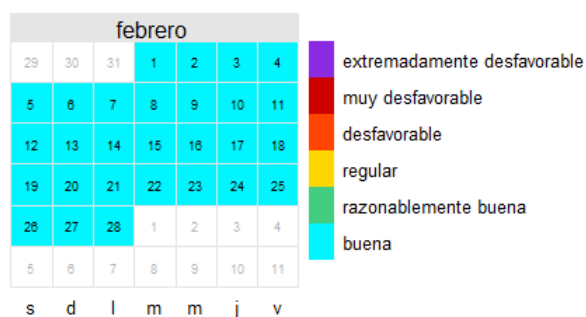 febrero
29 30 31 1 2 3 4
5 6 7 8 9 10 11
12 13 14 15 16 17 18
19 20 21 22 23 24 25
26 27 28 1 2 3 4
5 6 7 8 9 10 11
s d l m m j v
extremadamente desfavorable
muy desfavorable
desfavorable
regular
razonablemente buena
buena